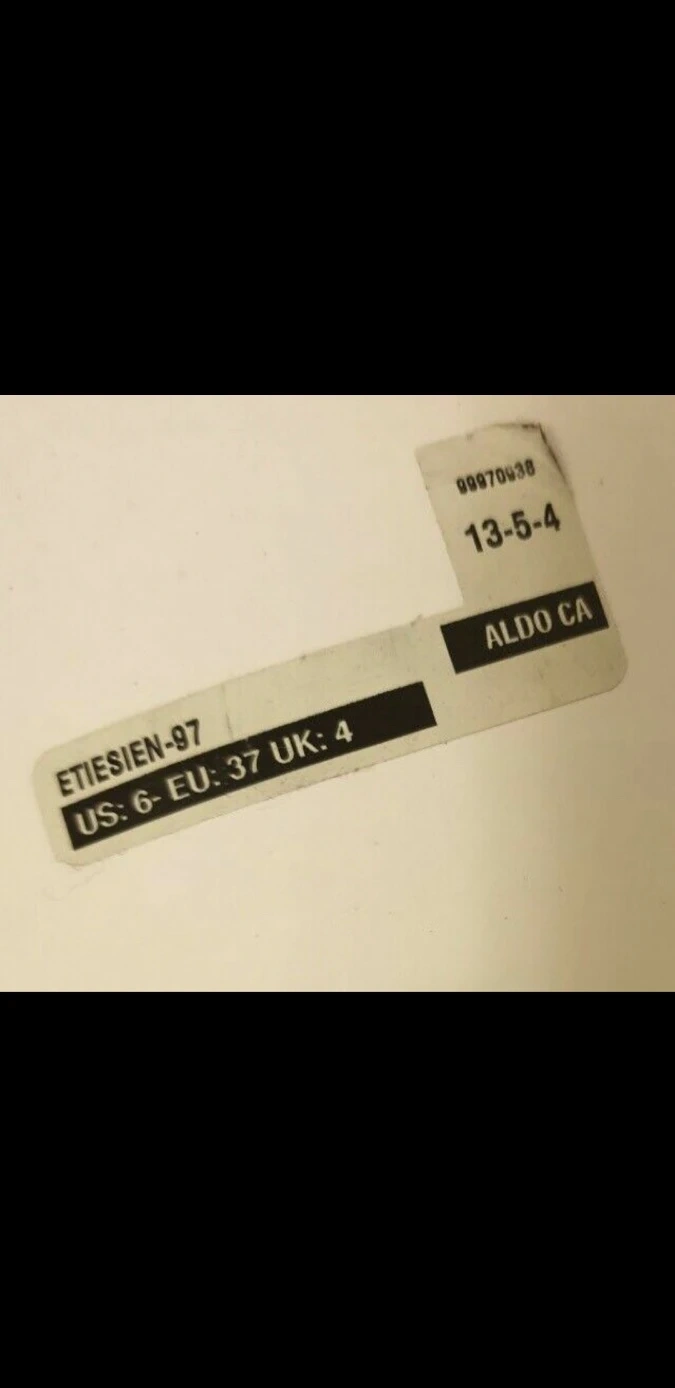 99970938
13-5-4
ALDO CA
ETIESIEN-97
US: 6- EU: 37 UK: 4